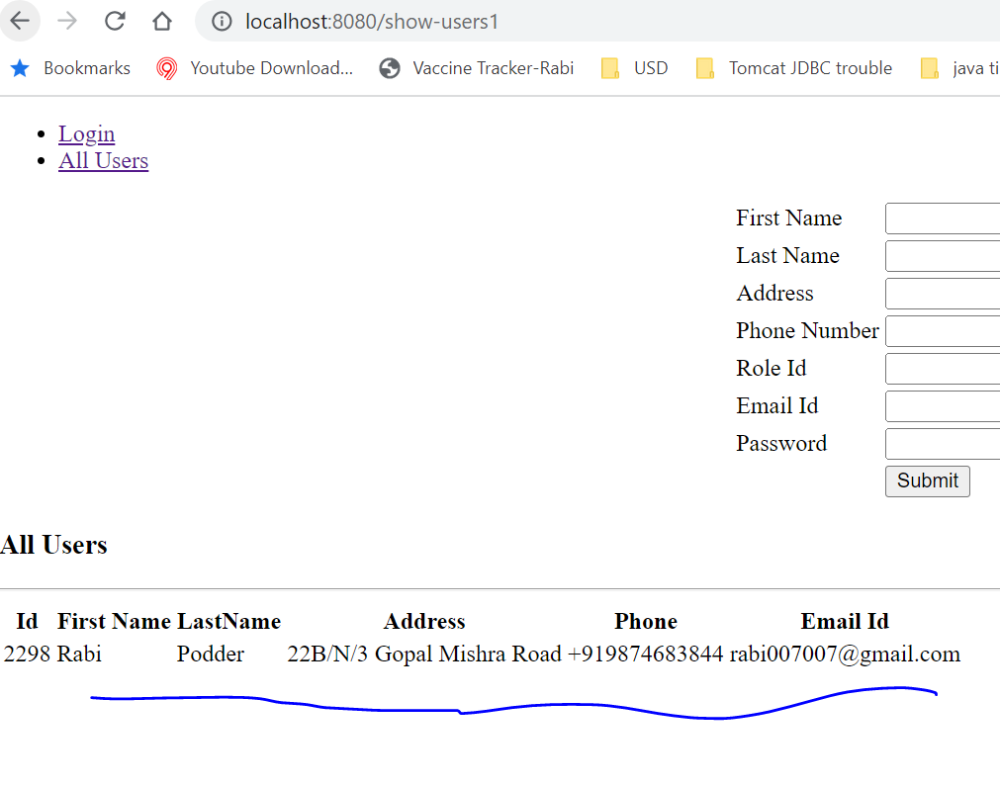 localhost:8080/show-users1
Bookmarks Youtube Download... Vaccine Tracker-Rabi USD Tomcat JDBC trouble java ti
Login
All Users
First Name
Last Name
Address
Phone Number
Role Id
Email Id
Password
Submit
All Users
Id First Name LastName Address Phone Email Id
2298 Rabi Podder 22B/N/3 Gopal Mishra Road +919874683844 rabi007007@gmail.com